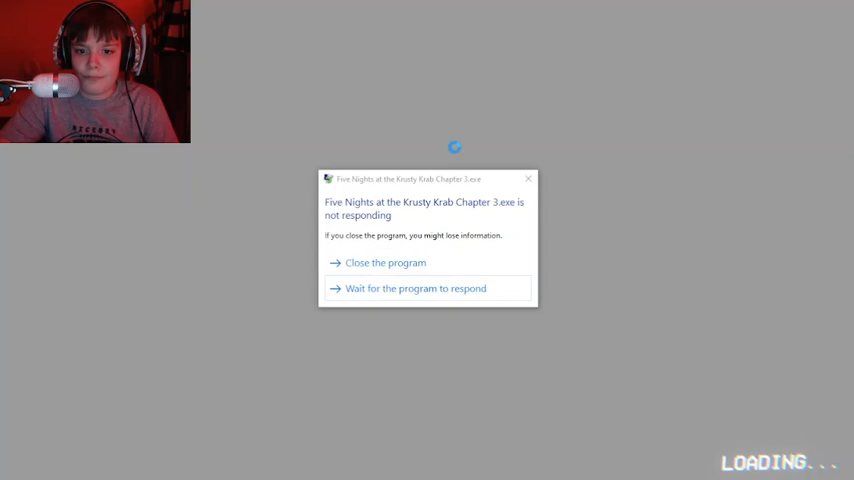 Five Nights at the Krusty Krab Chapter 3.exe
Five Nights at the Krusty Krab Chapter 3.exe is
not responding
If you close the program, you might lose information.
→ Close the program
→ Wait for the program to respond
LOADING...